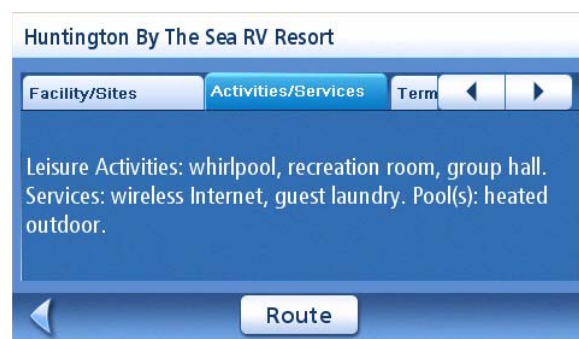 Huntington By The Sea RV Resort
Facility/Sites Activities/Services Term
Leisure Activities: whirlpool, recreation room, group hall.
Services: wireless Internet, guest laundry. Pool(s): heated
outdoor.
Route